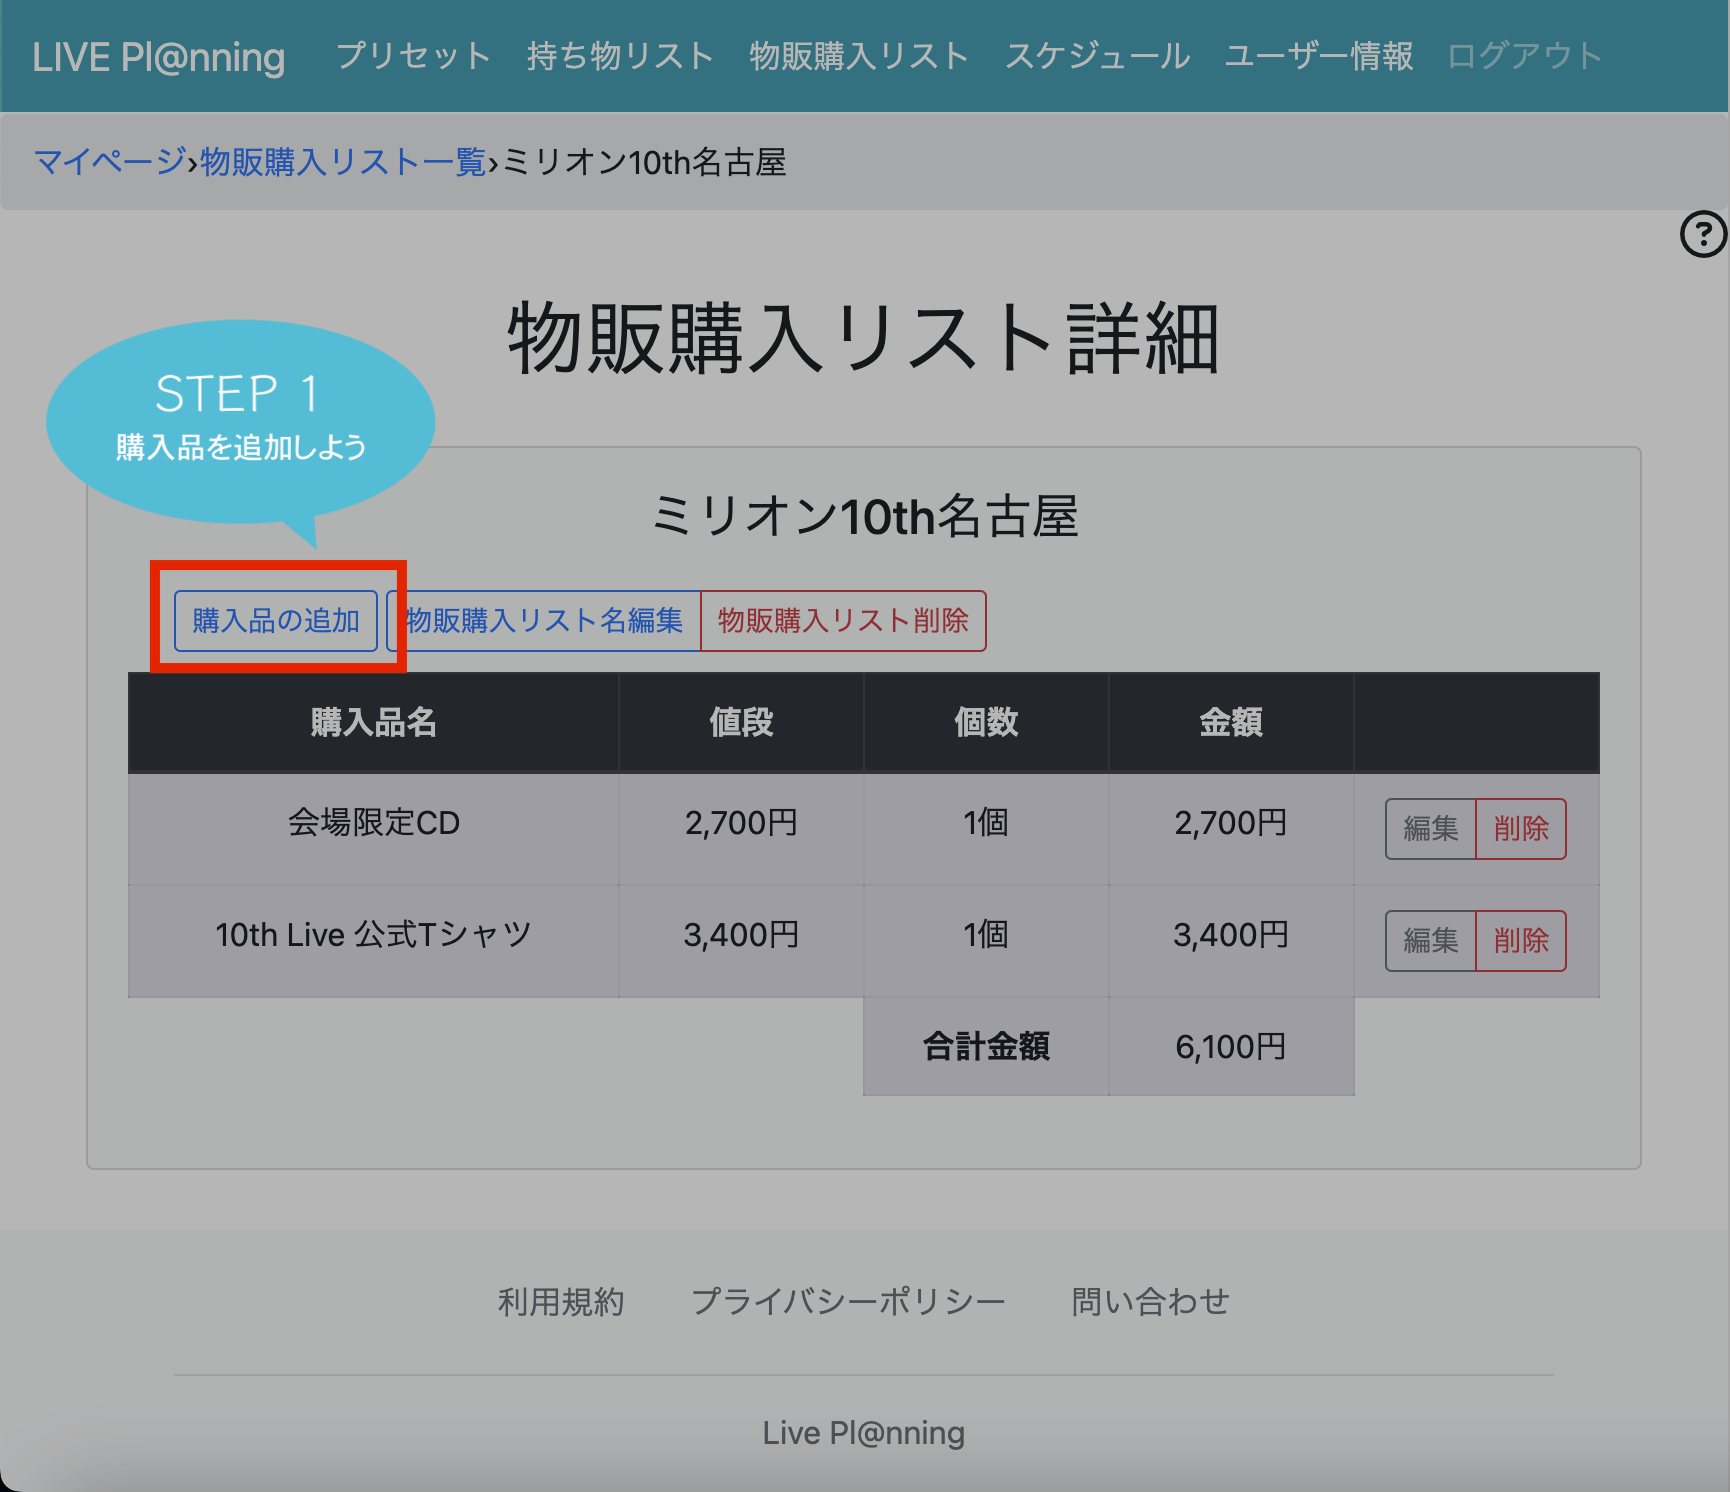 LIVE Pl@nning プリセット 持ち物リスト 物販購入リスト スケジュール ユーザー情報 ログアウト
マイページ›物販購入リスト一覧›ミリオン10th名古屋
?
物販購入リスト詳細
STEP 1
購入品を追加しよう
ミリオン10th名古屋
購入品の追加 物販購入リスト名編集 物販購入リスト削除
購入品名 値段 個数 金額
会場限定CD 2,700円 1個 2,700円 編集 削除
10th Live 公式Tシャツ 3,400円 1個 3,400円 編集 削除
合計金額 6,100円
利用規約 プライバシーポリシー 問い合わせ
Live Pl@nning